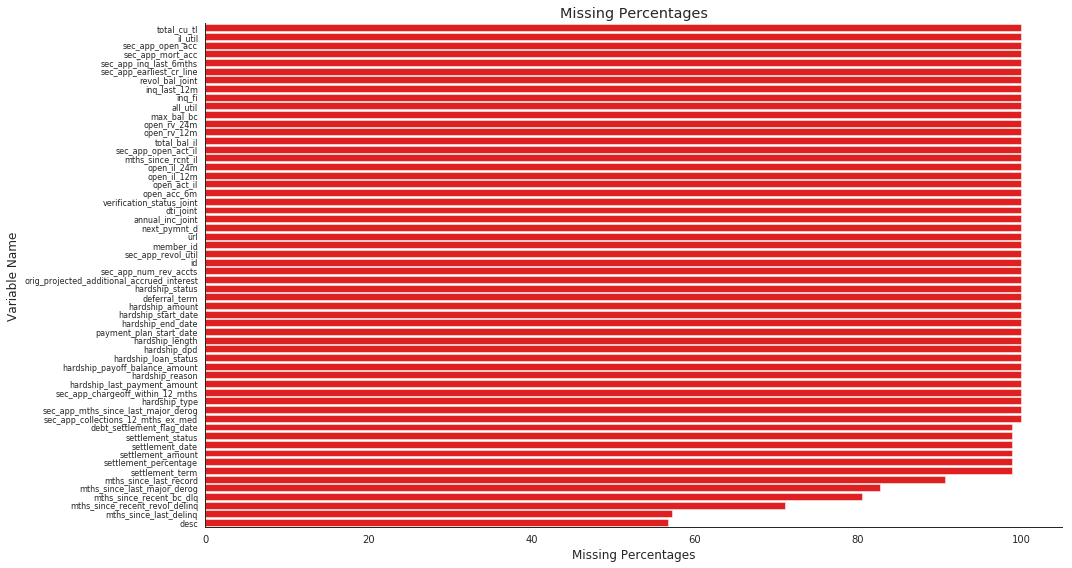 Missing Percentages
total_cu_tl
il_util
sec_app_open_acc
sec_app_mort_acc
sec_app_inq_last_6mths
sec_app_earliest_cr_line
revol_bal_joint
inq_last_12m
inq_fi
all_util
max_bal_bc
open_rv_24m
open_rv_12m
total_bal_il
sec_app_open_act_il
mths_since_rcnt_il
open_il_24m
open_il_12m
open_act_il
open_acc_6m
verification_status_joint
dti_joint
annual_inc_joint
next_pymnt_d
url
member_id
sec_app_revol_util
id
sec_app_num_rev_accts
orig_projected_additional_accrued_interest
hardship_status
deferral_term
hardship_amount
hardship_start_date
hardship_end_date
payment_plan_start_date
hardship_length
hardship_dpd
hardship_loan_status
hardship_payoff_balance_amount
hardship_reason
hardship_last_payment_amount
sec_app_chargeoff_within_12_mths
hardship_type
sec_app_mths_since_last_major_derog
sec_app_collections_12_mths_ex_med
debt_settlement_flag_date
settlement_status
settlement_date
settlement_amount
settlement_percentage
settlement_term
mths_since_last_record
mths_since_last_major_derog
mths_since_recent_bc_dlq
mths_since_recent_revol_delinq
mths_since_last_delinq
desc
Variable Name
0 20 40 60 80 100
Missing Percentages